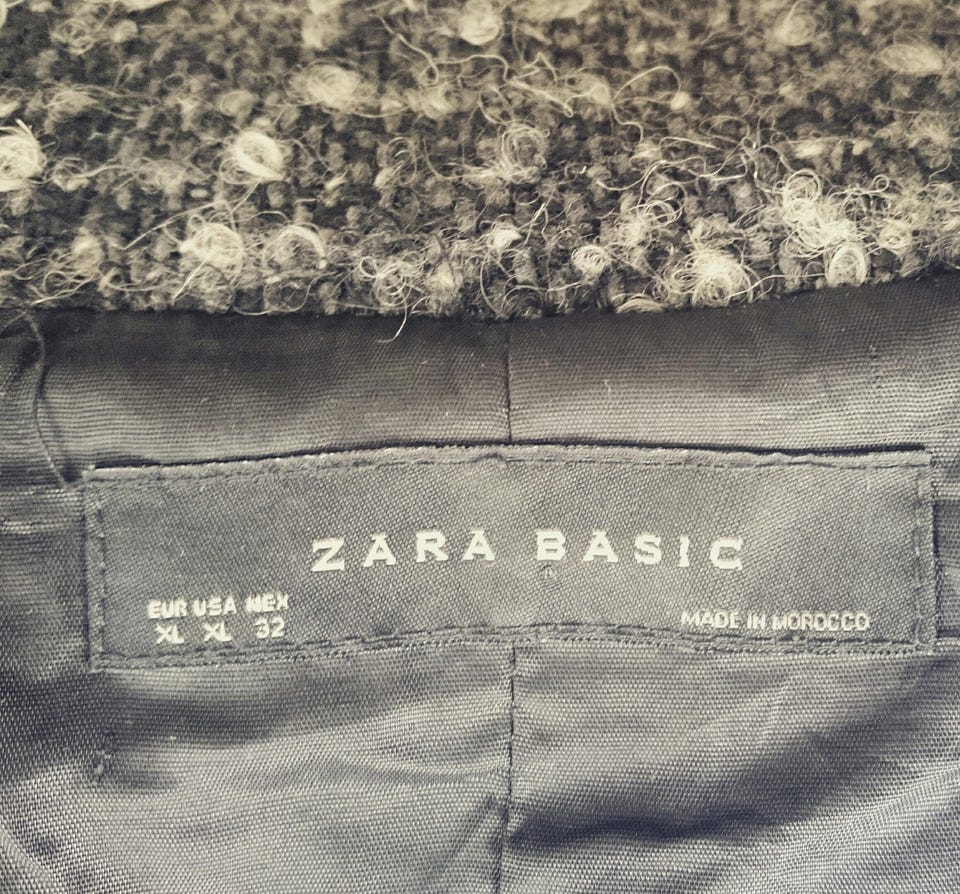 ZARA BASIC
EUR USA MEX
XL XL 32
MADE IN MOROCCO